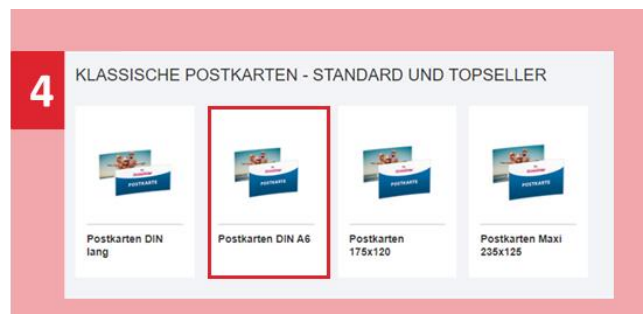 4
KLASSISCHE POSTKARTEN - STANDARD UND TOPSELLER
POSTKARTE
POSTKARTE
POSTKARTE
POSTKARTE
Postkarten DIN
lang
Postkarten DIN A6
Postkarten
175x120
Postkarten Maxi
235x125